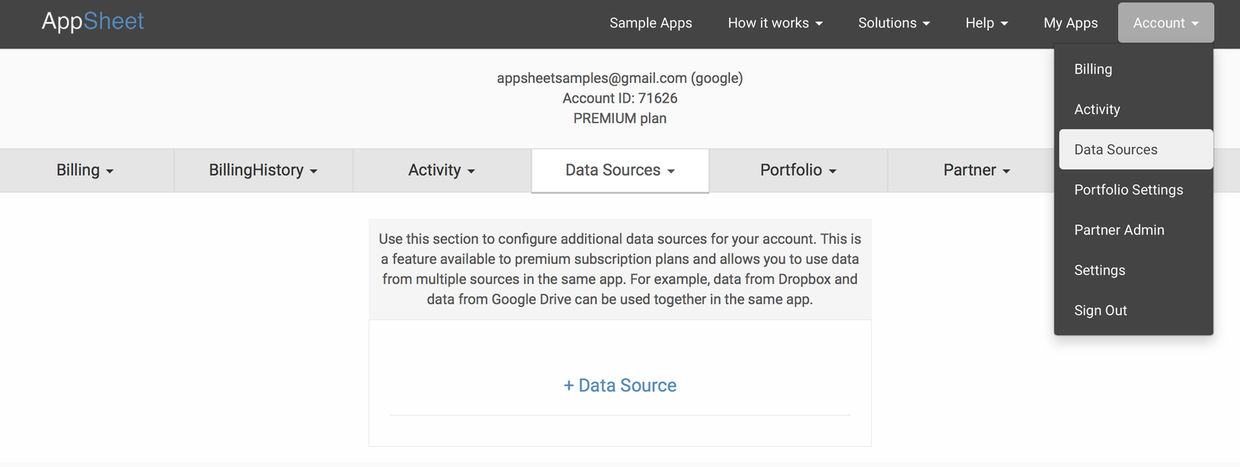 AppSheet
Sample Apps
How it works
Solutions
Help
My Apps
Account
Billing
Activity
Data Sources
Portfolio Settings
Partner Admin
Settings
Sign Out
appsheetsamples@gmail.com (google)
Account ID: 71626
PREMIUM plan
Billing
BillingHistory
Activity
Data Sources
Portfolio
Partner
Use this section to configure additional data sources for your account. This is
a feature available to premium subscription plans and allows you to use data
from multiple sources in the same app. For example, data from Dropbox and
data from Google Drive can be used together in the same app.
+ Data Source